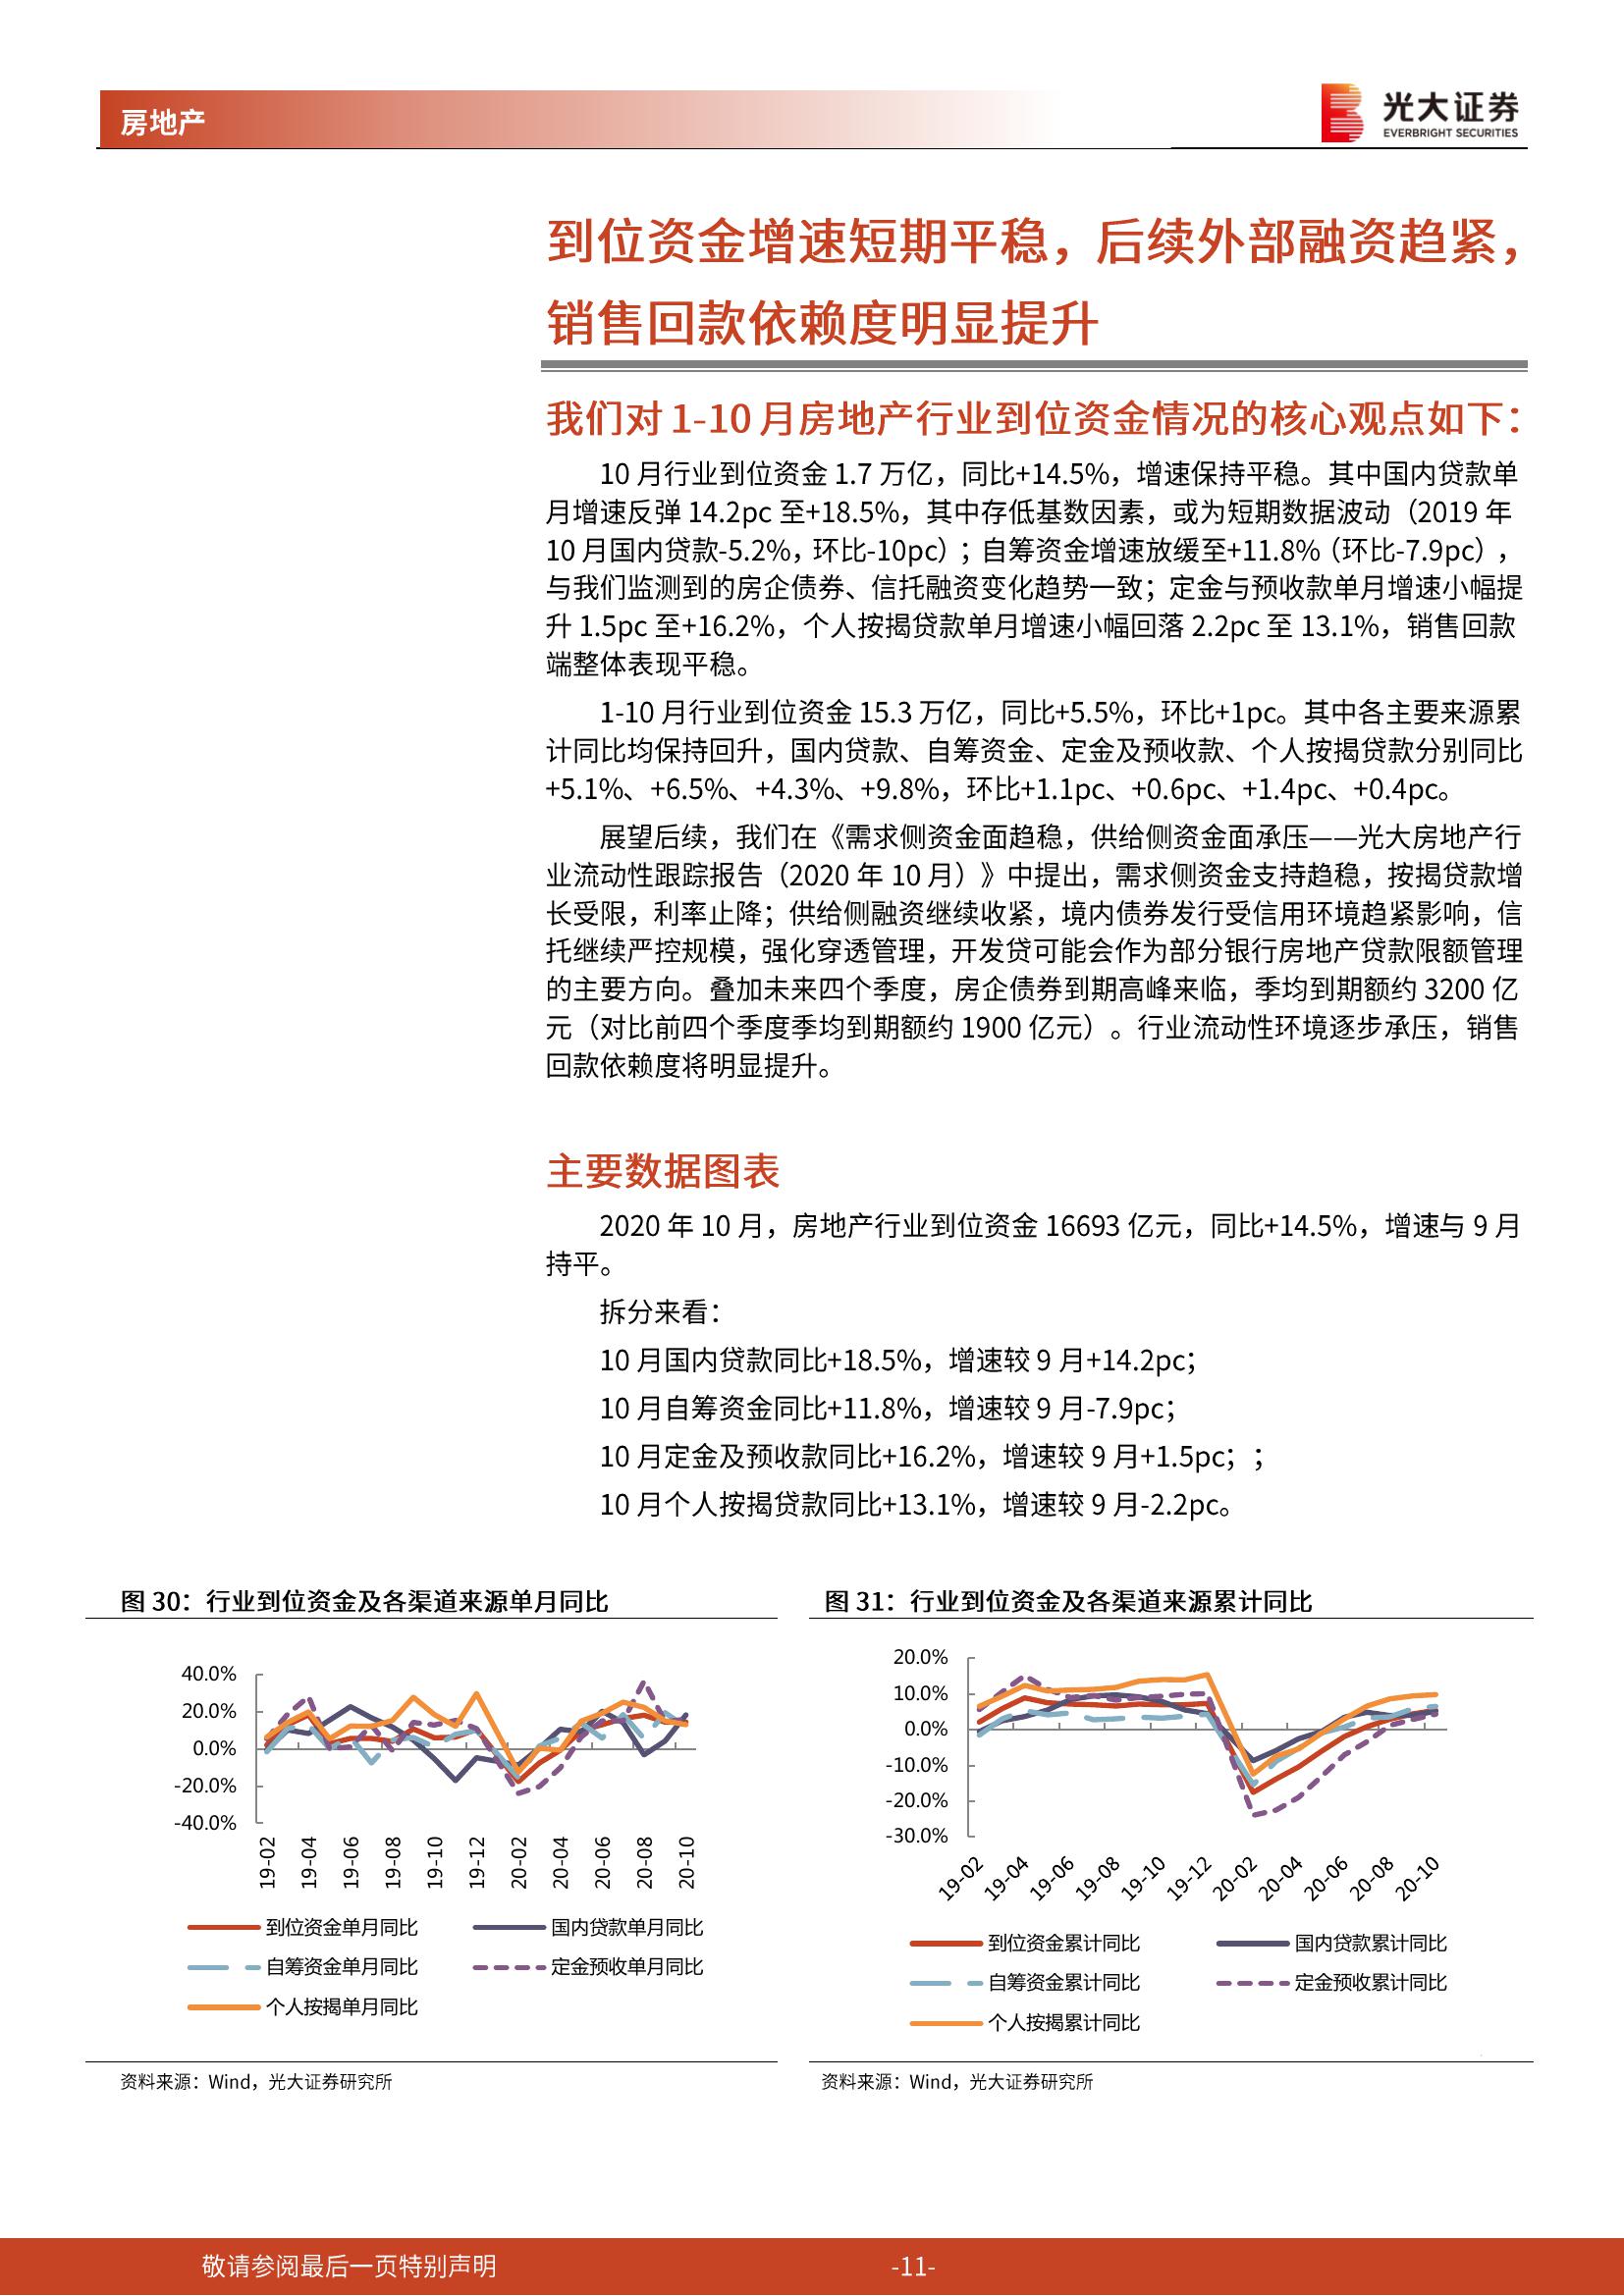 房地产
光大证券
EVERBRIGHT SECURITIES
到位资金增速短期平稳，后续外部融资趋紧，
销售回款依赖度明显提升
我们对 1-10 月房地产行业到位资金情况的核心观点如下：
10 月行业到位资金 1.7 万亿，同比+14.5%，增速保持平稳。其中国内贷款单
月增速反弹 14.2pc 至+18.5%，其中存低基数因素，或为短期数据波动（2019 年
10 月国内贷款-5.2%，环比-10pc）；自筹资金增速放缓至+11.8%（环比-7.9pc），
与我们监测到的房企债券、信托融资变化趋势一致；定金与预收款单月增速小幅提
升 1.5pc 至+16.2%，个人按揭贷款单月增速小幅回落 2.2pc 至 13.1%，销售回款
端整体表现平稳。
1-10 月行业到位资金 15.3 万亿，同比+5.5%，环比+1pc。其中各主要来源累
计同比均保持回升，国内贷款、自筹资金、定金及预收款、个人按揭贷款分别同比
+5.1%、+6.5%、+4.3%、+9.8%，环比+1.1pc、+0.6pc、+1.4pc、+0.4pc。
展望后续，我们在《需求侧资金面趋稳，供给侧资金面承压——光大房地产行
业流动性跟踪报告（2020 年 10 月）》中提出，需求侧资金支持趋稳，按揭贷款增
长受限，利率止降；供给侧融资继续收紧，境内债券发行受信用环境趋紧影响，信
托继续严控规模，强化穿透管理，开发贷可能会作为部分银行房地产贷款限额管理
的主要方向。叠加未来四个季度，房企债券到期高峰来临，季均到期额约 3200 亿
元（对比前四个季度季均到期额约 1900 亿元）。行业流动性环境逐步承压，销售
回款依赖度将明显提升。
主要数据图表
2020 年 10 月，房地产行业到位资金 16693 亿元，同比+14.5%，增速与 9 月
持平。
拆分来看：
10 月国内贷款同比+18.5%，增速较 9 月+14.2pc；
10 月自筹资金同比+11.8%，增速较 9 月-7.9pc；
10 月定金及预收款同比+16.2%，增速较 9 月+1.5pc；；
10 月个人按揭贷款同比+13.1%，增速较 9 月-2.2pc。
图 30：行业到位资金及各渠道来源单月同比
40.0%
20.0%
0.0%
-20.0%
-40.0%
19-02 19-04 19-06 19-08 19-10 19-12 20-02 20-04 20-06 20-08 20-10
到位资金单月同比 国内贷款单月同比
自筹资金单月同比 定金预收单月同比
个人按揭单月同比
资料来源：Wind，光大证券研究所
图 31：行业到位资金及各渠道来源累计同比
20.0%
10.0%
0.0%
-10.0%
-20.0%
-30.0%
19-02 19-04 19-06 19-08 19-10 19-12 20-02 20-04 20-06 20-08 20-10
到位资金累计同比 国内贷款累计同比
自筹资金累计同比 定金预收累计同比
个人按揭累计同比
资料来源：Wind，光大证券研究所
敬请参阅最后一页特别声明
-11-